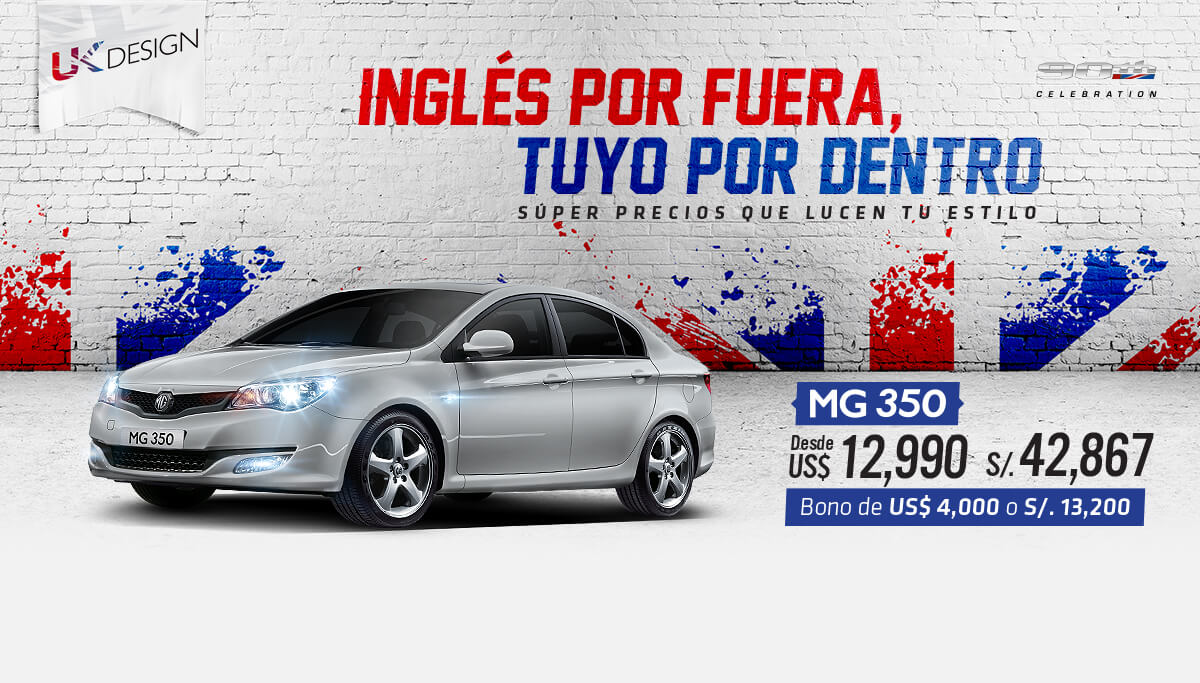 UK DESIGN
INGLÉS POR FUERA,
TUYO POR DENTRO
SÚPER PRECIOS QUE LUCEN TU ESTILO
90th
CELEBRATION
MG
MG 350
MG 350
Desde
US$ 12,990 S/. 42,867
Bono de US$ 4,000 o S/. 13,200